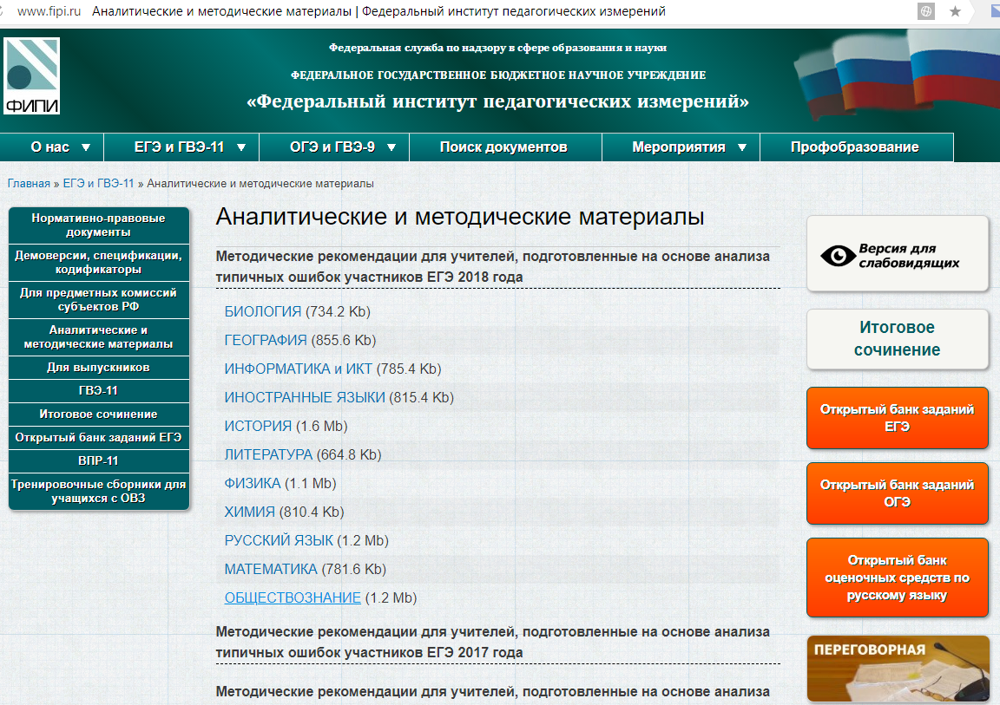 www.fipi.ru Аналитические и методические материалы | Федеральный институт педагогических измерений
ФИПИ
Федеральная служба по надзору в сфере образования и науки
ФЕДЕРАЛЬНОЕ ГОСУДАРСТВЕННОЕ БЮДЖЕТНОЕ НАУЧНОЕ УЧРЕЖДЕНИЕ
«Федеральный институт педагогических измерений»
О нас ▼ ЕГЭ и ГВЭ-11 ▼ ОГЭ и ГВЭ-9 ▼ Поиск документов Мероприятия ▼ Профобразование
Главная » ЕГЭ и ГВЭ-11 » Аналитические и методические материалы
Нормативно-правовые
документы
Демоверсии, спецификации,
кодификаторы
Для предметных комиссий
субъектов РФ
Аналитические и
методические материалы
Для выпускников
ГВЭ-11
Итоговое сочинение
Открытый банк заданий ЕГЭ
ВПР-11
Тренировочные сборники для
учащихся с ОВЗ
Аналитические и методические материалы
Методические рекомендации для учителей, подготовленные на основе анализа
типичных ошибок участников ЕГЭ 2018 года
БИОЛОГИЯ (734.2 Kb)
ГЕОГРАФИЯ (855.6 Kb)
ИНФОРМАТИКА и ИКТ (785.4 Kb)
ИНОСТРАННЫЕ ЯЗЫКИ (815.4 Kb)
ИСТОРИЯ (1.6 Mb)
ЛИТЕРАТУРА (664.8 Kb)
ФИЗИКА (1.1 Mb)
ХИМИЯ (810.4 Kb)
РУССКИЙ ЯЗЫК (1.2 Mb)
МАТЕМАТИКА (781.6 Kb)
ОБЩЕСТВОЗНАНИЕ (1.2 Mb)
Методические рекомендации для учителей, подготовленные на основе анализа
типичных ошибок участников ЕГЭ 2017 года
Методические рекомендации для учителей, подготовленные на основе анализа
Версия для
слабовидящих
Итоговое
сочинение
Открытый банк заданий
ЕГЭ
Открытый банк заданий
ОГЭ
Открытый банк
оценочных средств по
русскому языку
ПЕРЕГОВОРНАЯ